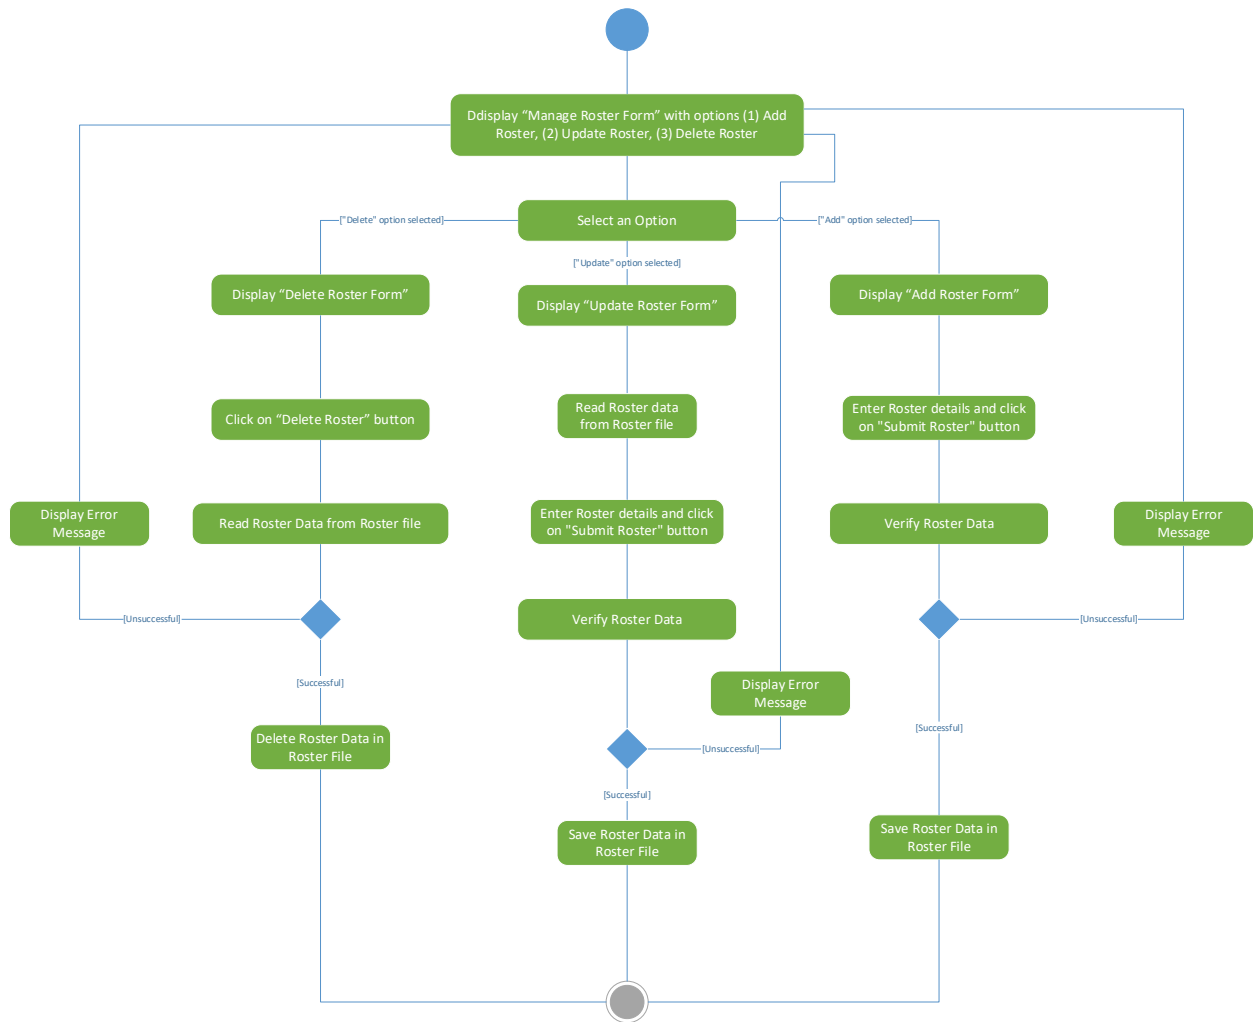 Ddisplay “Manage Roster Form” with options (1) Add
Roster, (2) Update Roster, (3) Delete Roster
Select an Option
["Delete" option selected]
["Add" option selected]
["Update" option selected]
Display “Delete Roster Form”
Display “Update Roster Form”
Display “Add Roster Form”
Click on “Delete Roster” button
Read Roster data
from Roster file
Enter Roster details and click
on "Submit Roster" button
Display Error
Message
Read Roster Data from Roster file
Enter Roster details and click
on "Submit Roster" button
Verify Roster Data
Display Error
Message
[Unsuccessful]
Verify Roster Data
[Unsuccessful]
[Successful]
Display Error
Message
Delete Roster Data in
Roster File
[Unsuccessful]
[Successful]
[Successful]
Save Roster Data in
Roster File
Save Roster Data in
Roster File